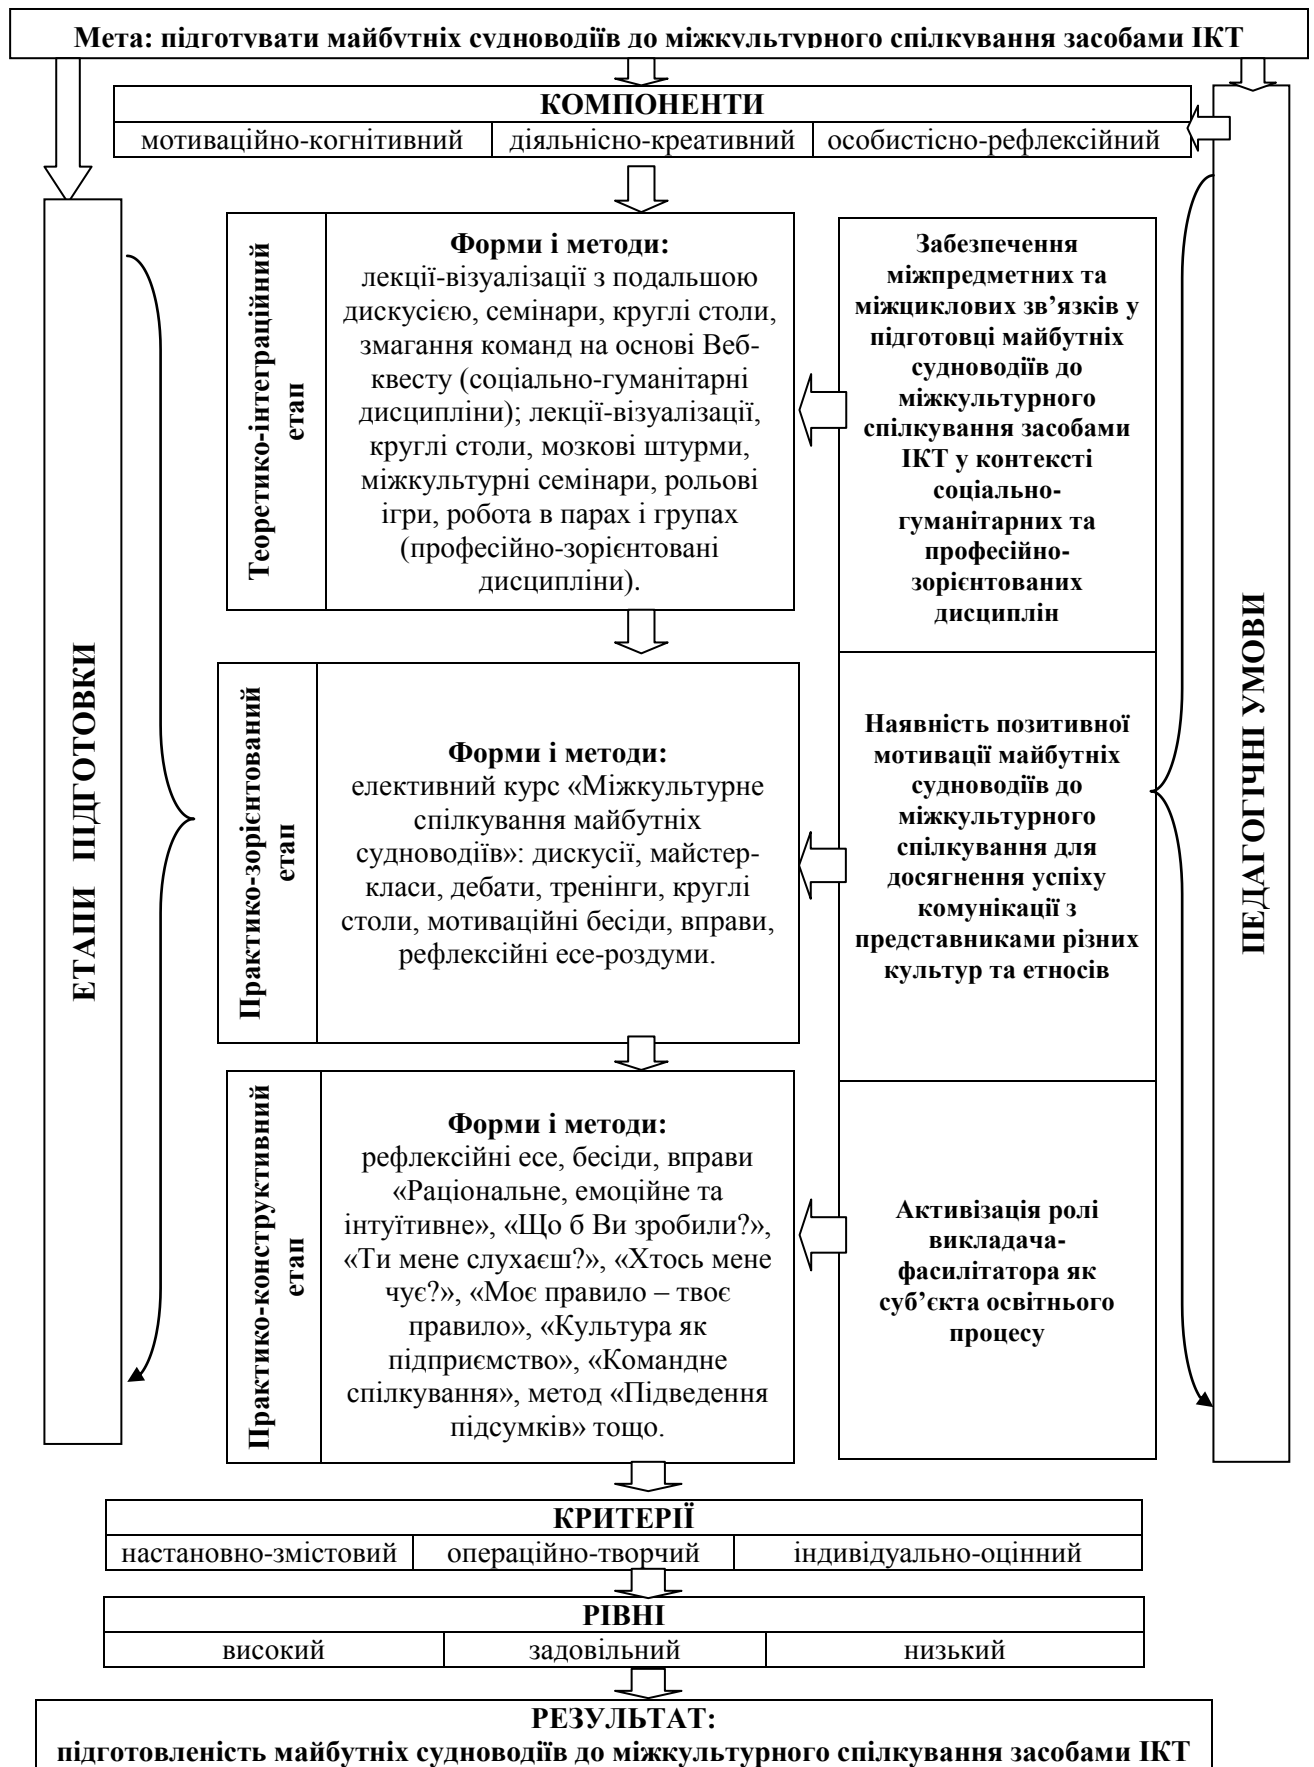 Мета: підготувати майбутніх судноводіїв до міжкультурного спілкування засобами ІКТ
КОМПОНЕНТИ
мотиваційно-когнітивний
діяльнісно-креативний
особистісно-рефлексійний
ЕТАПИ ПІДГОТОВКИ
Теоретико-інтеграційний
етап
Форми і методи:
лекції-візуалізації з подальшою
дискусією, семінари, круглі столи,
змагання команд на основі Веб-
квесту (соціально-гуманітарні
дисципліни); лекції-візуалізації,
круглі столи, мозкові штурми,
міжкультурні семінари, рольові
ігри, робота в парах і групах
(професійно-зорієнтовані
дисципліни).
Забезпечення
міжпредметних та
міжциклових зв’язків у
підготовці майбутніх
судноводіїв до
міжкультурного
спілкування засобами
ІКТ у контексті
соціально-
гуманітарних та
професійно-
зорієнтованих
дисциплін
ПЕДАГОГІЧНІ УМОВИ
Практико-зорієнтований
етап
Форми і методи:
елективний курс «Міжкультурне
спілкування майбутніх
судноводіїв»: дискусії, майстер-
класи, дебати, тренінги, круглі
столи, мотиваційні бесіди, вправи,
рефлексійні есе-роздуми.
Наявність позитивної
мотивації майбутніх
судноводіїв до
міжкультурного
спілкування для
досягнення успіху
комунікації з
представниками різних
культур та етносів
Практико-конструктивний
етап
Форми і методи:
рефлексійні есе, бесіди, вправи
«Раціональне, емоційне та
інтуїтивне», «Що б Ви зробили?»,
«Ти мене слухаєш?», «Хтось мене
чує?», «Моє правило – твоє
правило», «Культура як
підприємство», «Командне
спілкування», метод «Підведення
підсумків» тощо.
Активізація ролі
викладача-
фасилітатора як
суб’єкта освітнього
процесу
КРИТЕРІЇ
настановно-змістовий
операційно-творчий
індивідуально-оцінний
РІВНІ
високий
задовільний
низький
РЕЗУЛЬТАТ:
підготовленість майбутніх судноводіїв до міжкультурного спілкування засобами ІКТ